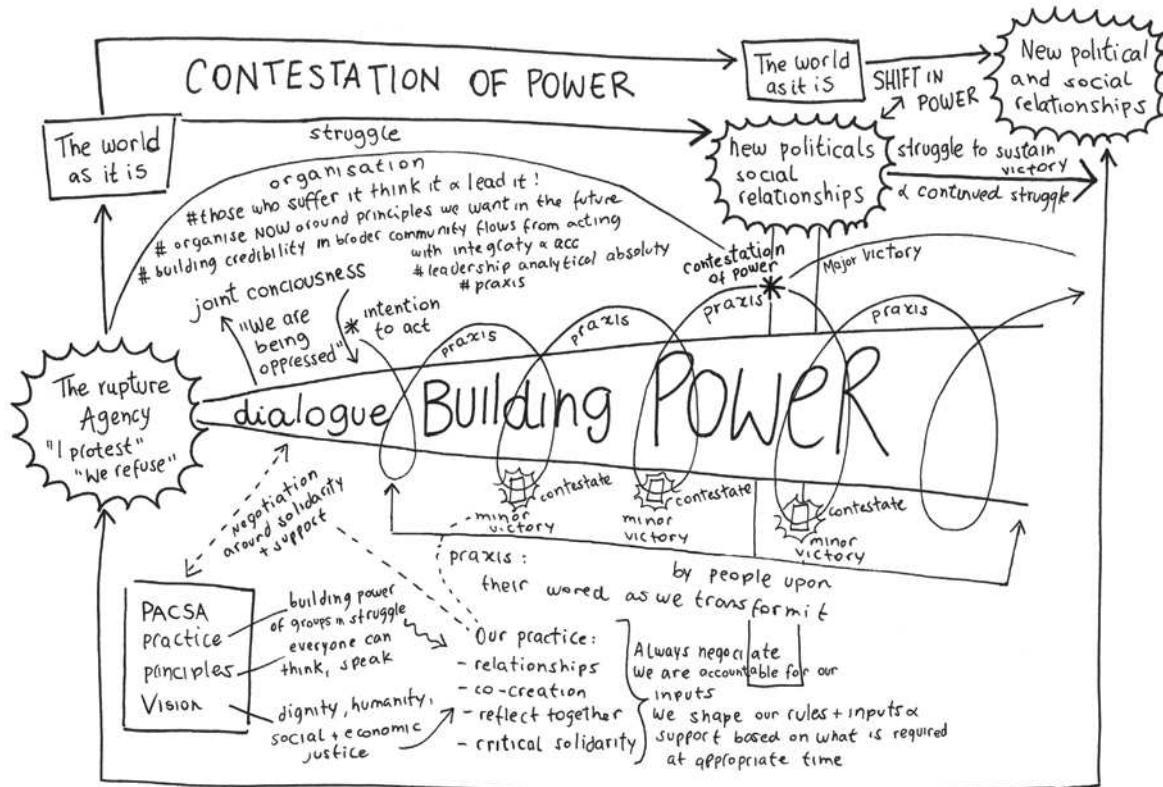 CONTESTATION OF POWER
The world
as it is
The world
as it is
SHIFT IN
POWER
New political
and social
relationships
struggle
new politicals
social
relationships
struggle to sustain
victory
& continued struggle
organisation
#those who suffer it think it & lead it!
# organise NOW around principles we want in the future
# building credibility in broder community flows from acting
with integraty & acc
#leadership analytical absoluty
# praxis
joint conciousness
"We are
being
oppressed"
* intention
to act
contestation
of power
*
Major victory
praxis
praxis
praxis
praxis
The rupture
Agency
"I protest"
"We refuse"
dialogue Building POWeR
contestate
minor
victory
contestate
minor
victory
contestate
minor
victory
negotiation
around solidarity
+ support
praxis:
by people upon
their wored as we transformit
PACSA
practice
principles
Vision
building power
of groups in struggle
everyone can
think, speak
dignity, humanity,
social + economic
justice
Our practice:
- relationships
- co-creation
- reflect together
- critical solidarity
Always negociate
We are accountable for our
inputs
We shape our rules + inputs &
support based on what is required
at appropriate time